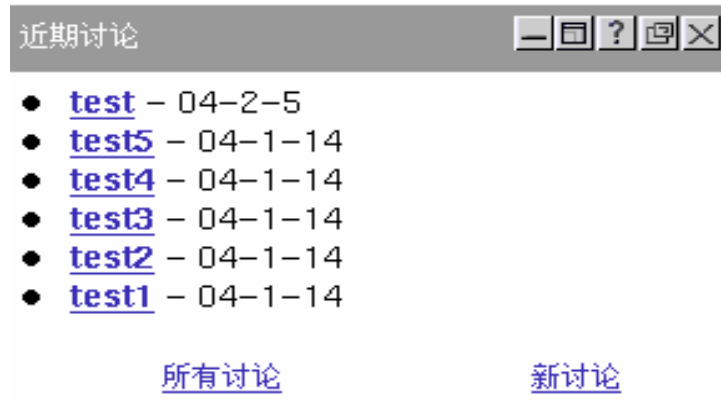 近期讨论
● test – 04-2-5
● test5 – 04-1-14
● test4 – 04-1-14
● test3 – 04-1-14
● test2 – 04-1-14
● test1 – 04-1-14
所有讨论 新讨论